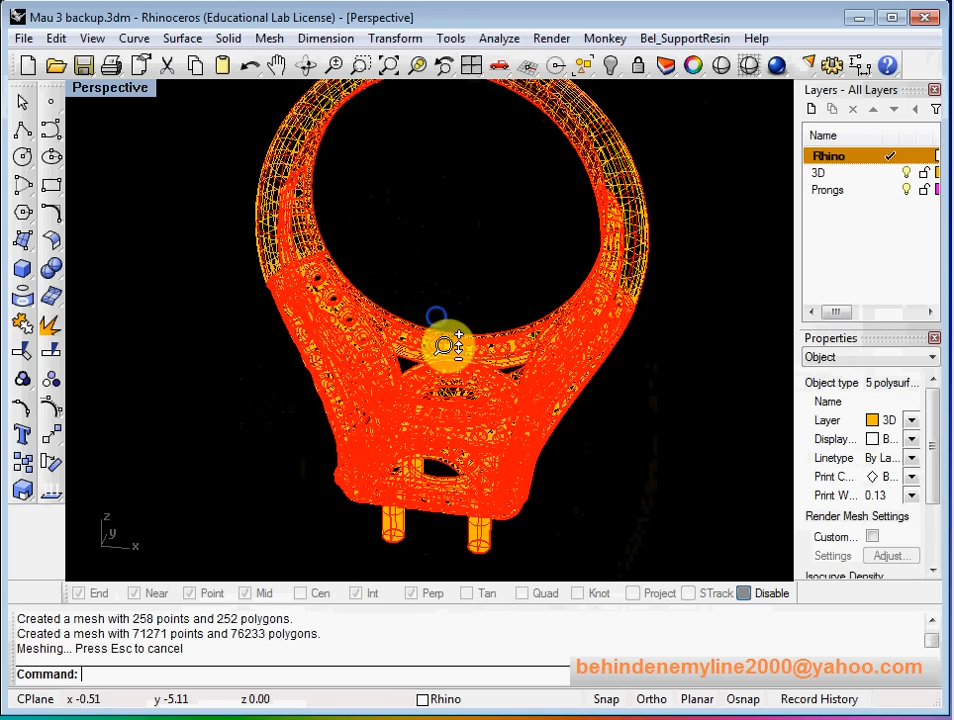 Mau 3 backup.3dm - Rhinoceros (Educational Lab License) - [Perspective]
File Edit View Curve Surface Solid Mesh Dimension Transform Tools Analyze Render Monkey Bel_SupportResin Help
Perspective
Layers - All Layers
Name
Rhino
3D
Prongs
Properties
Object
Object type 5 polysurf...
Name
Layer 3D
Display... B...
Linetype By La...
Print C... B...
Print W... 0.13
Render Mesh Settings
Custom...
Settings Adjust...
Isocurve Density
z
y
x
End Near Point Mid Cen Int Perp Tan Quad Knot Project STrack Disable
Created a mesh with 258 points and 252 polygons.
Created a mesh with 71271 points and 76233 polygons.
Meshing... Press Esc to cancel
Command:
behindenemyline2000@yahoo.com
CPlane x -0.51 y -5.11 z 0.00 Rhino Snap Ortho Planar Osnap Record History